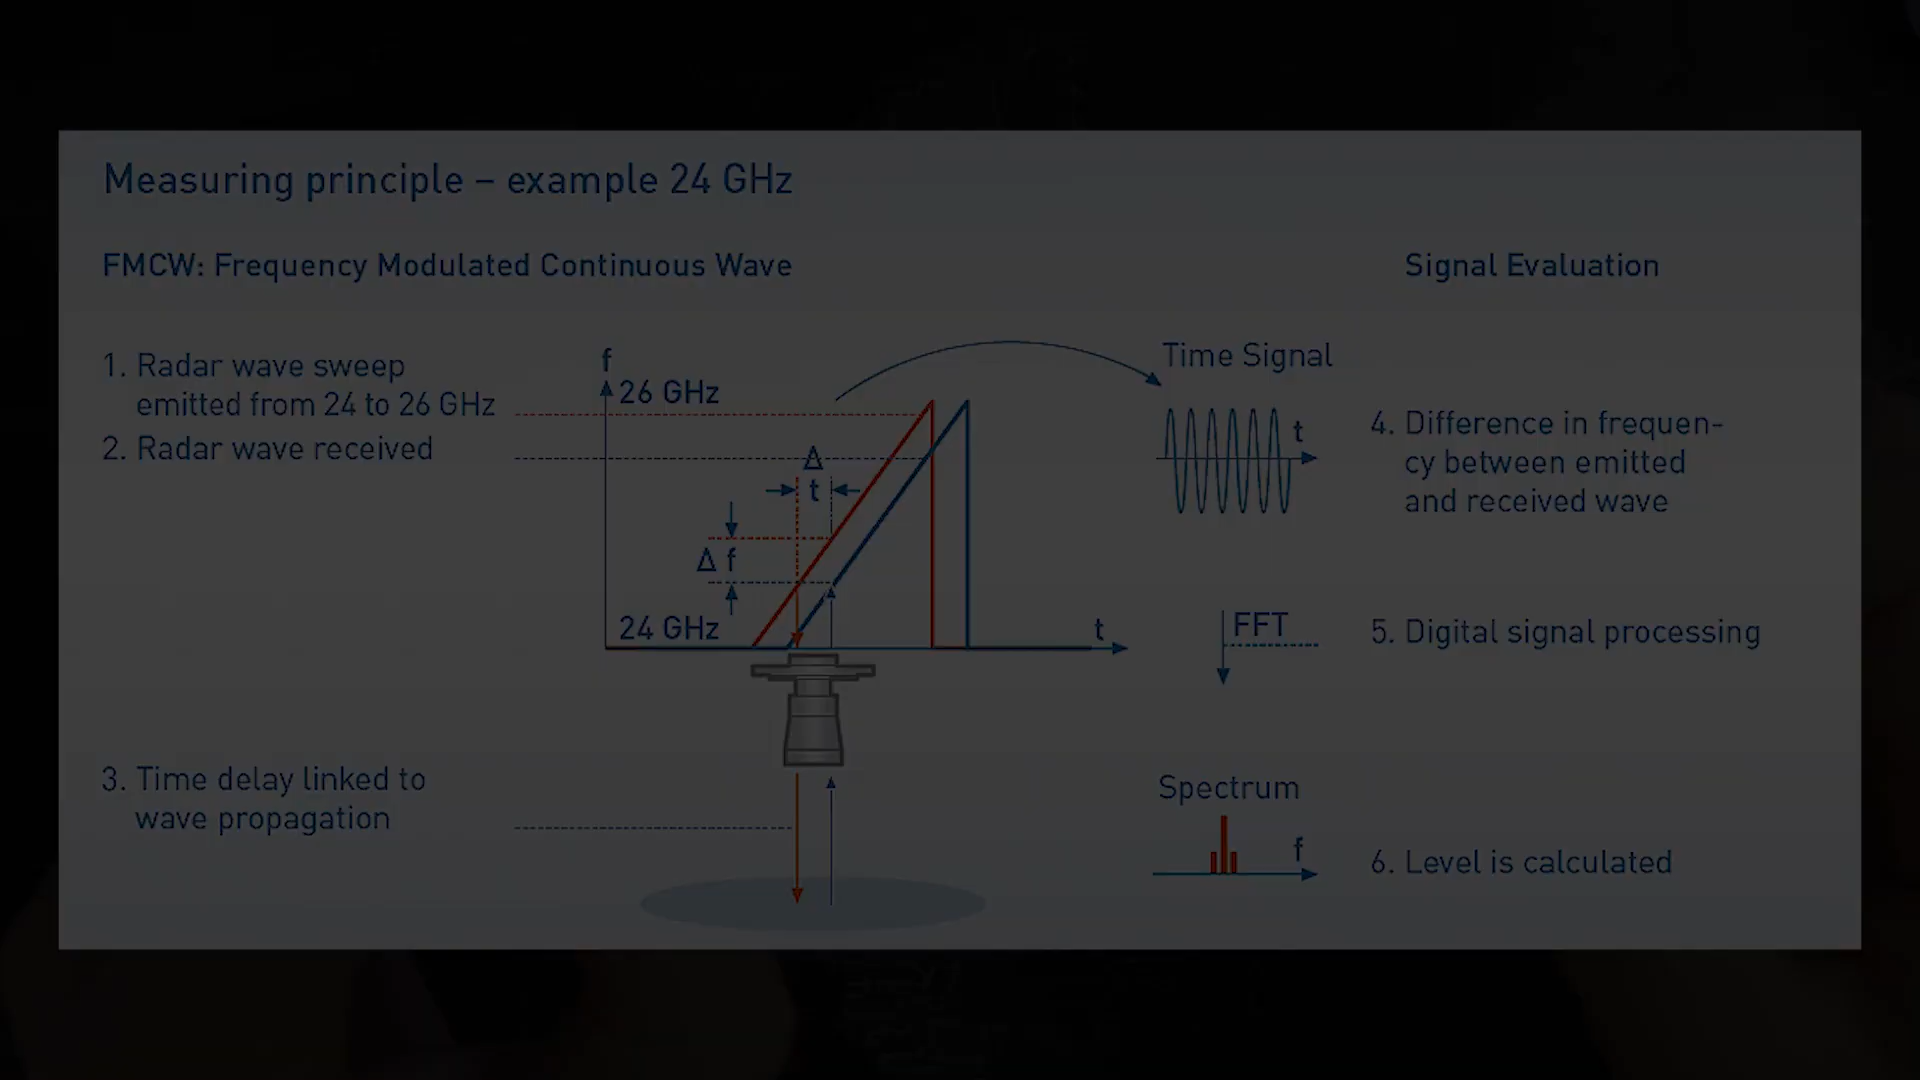 Measuring principle – example 24 GHz
FMCW: Frequency Modulated Continuous Wave
Signal Evaluation
1. Radar wave sweep
emitted from 24 to 26 GHz
2. Radar wave received
3. Time delay linked to
wave propagation
f
26 GHz
Δ
t
Δ f
24 GHz
t
Time Signal
t
4. Difference in frequen-
cy between emitted
and received wave
FFT
5. Digital signal processing
Spectrum
f
6. Level is calculated